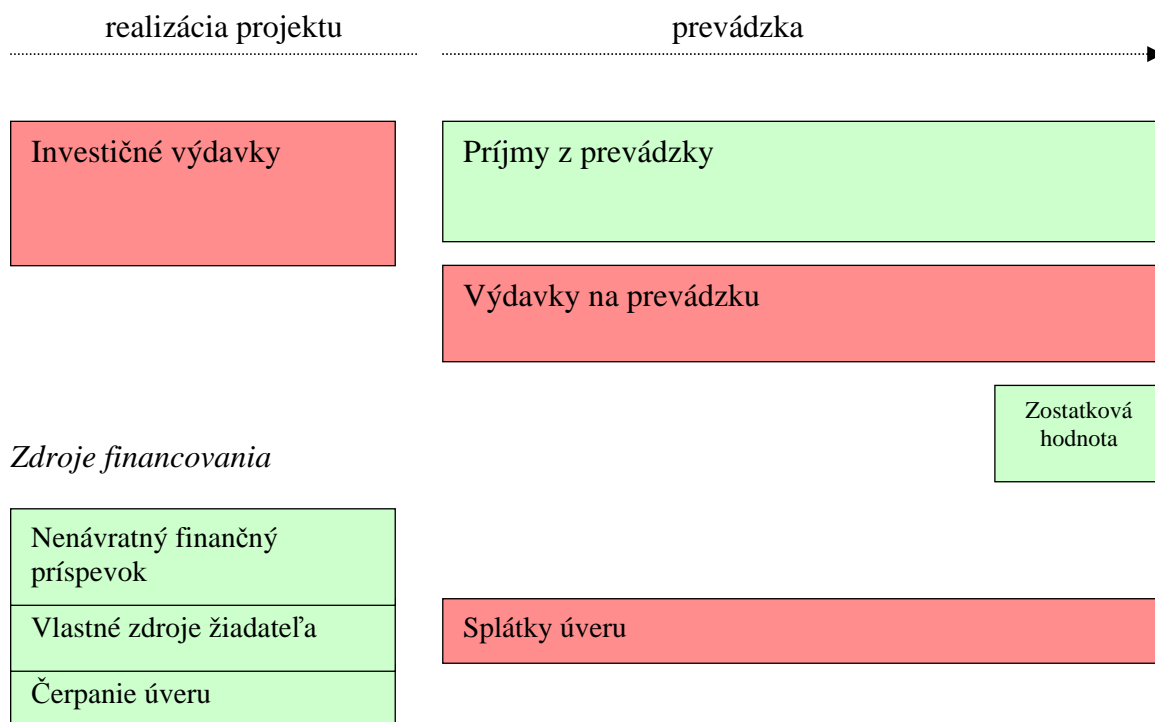 realizácia projektu
prevádzka
Investičné výdavky
Príjmy z prevádzky
Výdavky na prevádzku
Zostatková
hodnota
Zdroje financovania
Nenávratný finančný
príspevok
Vlastné zdroje žiadateľa
Splátky úveru
Čerpanie úveru